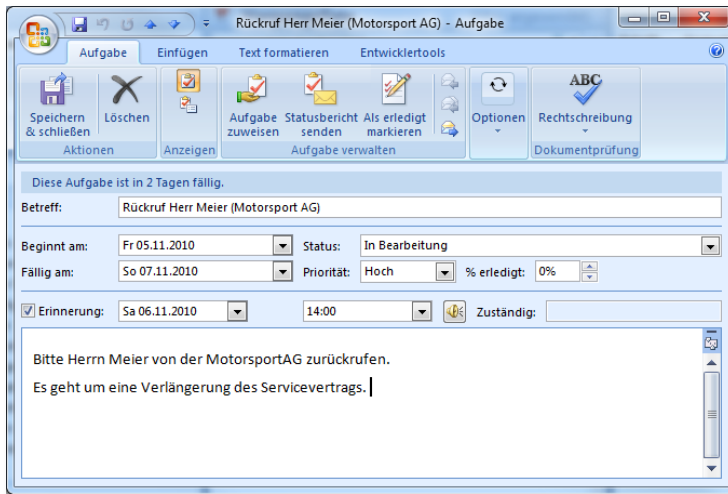 Rückruf Herr Meier (Motorsport AG) - Aufgabe
Aufgabe Einfügen Text formatieren Entwicklertools
Speichern & schließen
Löschen
Aktionen
Anzeigen
Aufgabe zuweisen
Statusbericht senden
Als erledigt markieren
Aufgabe verwalten
Optionen
ABC
Rechtschreibung
Dokumentprüfung
Diese Aufgabe ist in 2 Tagen fällig.
Betreff: Rückruf Herr Meier (Motorsport AG)
Beginnt am: Fr 05.11.2010 Status: In Bearbeitung
Fällig am: So 07.11.2010 Priorität: Hoch % erledigt: 0%
Erinnerung: Sa 06.11.2010 14:00 Zuständig:
Bitte Herrn Meier von der MotorsportAG zurückrufen.
Es geht um eine Verlängerung des Servicevertrags.